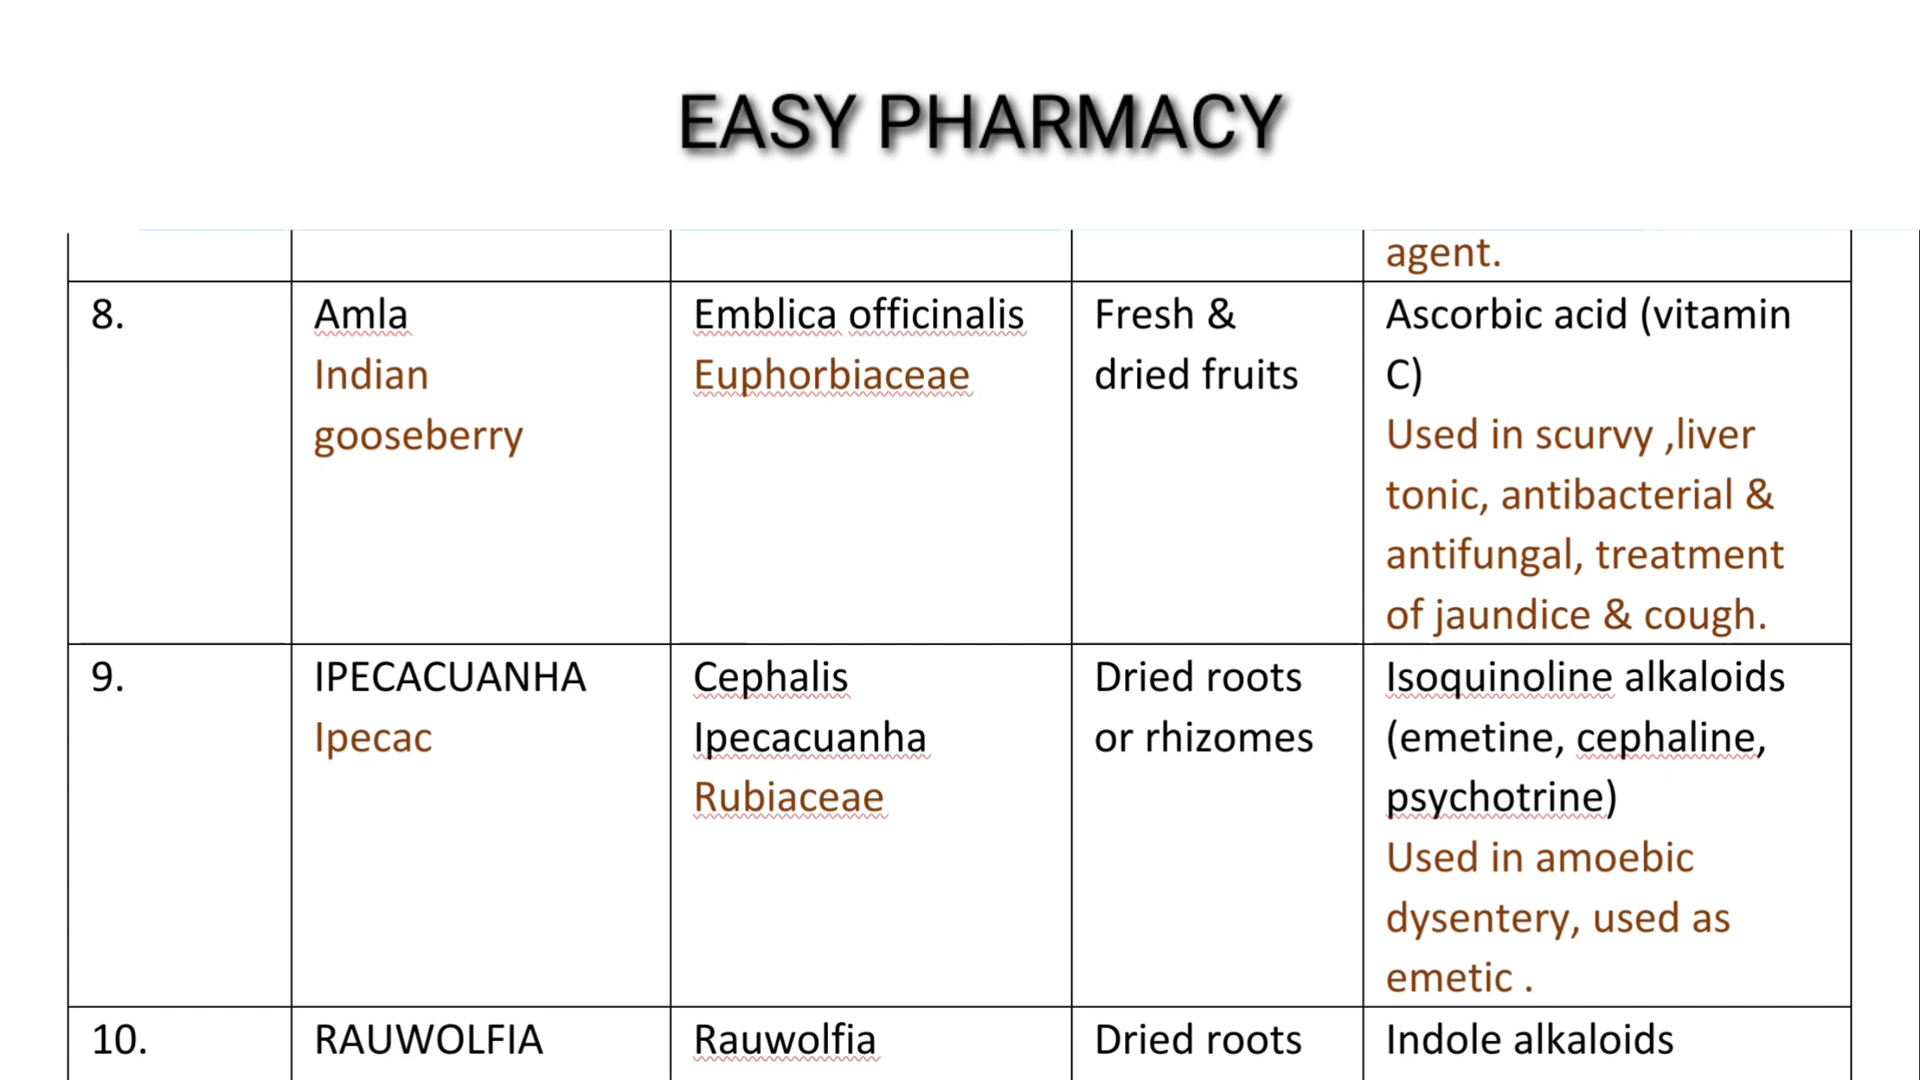 EASY PHARMACY
agent.
8.
Amla
Indian
gooseberry
Emblica officinalis
Euphorbiaceae
Fresh &
dried fruits
Ascorbic acid (vitamin
C)
Used in scurvy ,liver
tonic, antibacterial &
antifungal, treatment
of jaundice & cough.
9.
IPECACUANHA
Ipecac
Cephalis
Ipecacuanha
Rubiaceae
Dried roots
or rhizomes
Isoquinoline alkaloids
(emetine, cephaline,
psychotrine)
Used in amoebic
dysentery, used as
emetic .
10.
RAUWOLFIA
Rauwolfia
Dried roots
Indole alkaloids